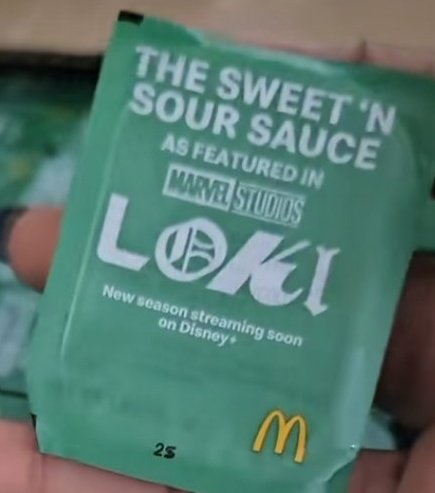 THE SWEET 'N
SOUR SAUCE
AS FEATURED IN
MARVEL STUDIOS
LOKI
New season streaming soon
on Disney+
25